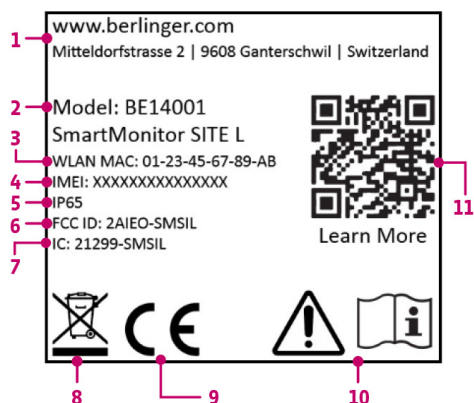 www.berlinger.com
1
Mitteldorfstrasse 2 | 9608 Ganterschwil | Switzerland
2
Model: BE14001
SmartMonitor SITE L
3
WLAN MAC: 01-23-45-67-89-AB
4
IMEI: XXXXXXXXXXXXXXX
5
IP65
6
FCC ID: 2AIEO-SMSIL
7
IC: 21299-SMSIL
Learn More
11
CE
i
8
9
10